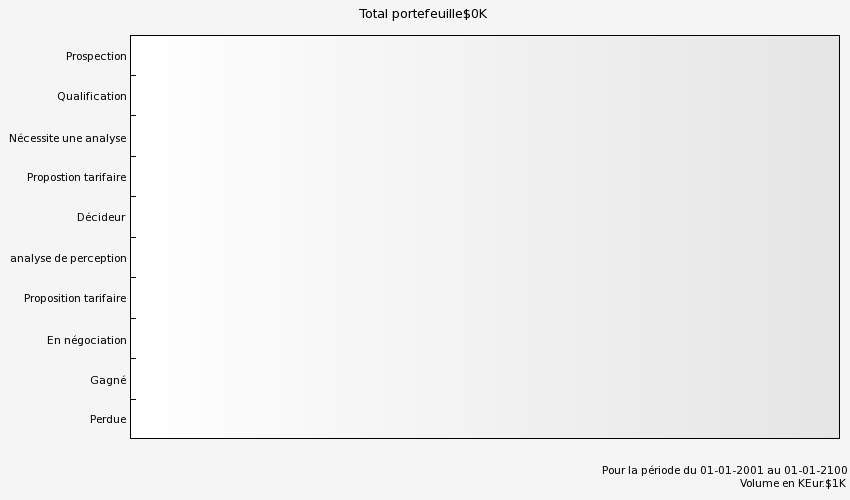 Total portefeuille$0K
Prospection
Qualification
Nécessite une analyse
Propostion tarifaire
Décideur
analyse de perception
Proposition tarifaire
En négociation
Gagné
Perdue
Pour la période du 01-01-2001 au 01-01-2100
Volume en KEur.$1K